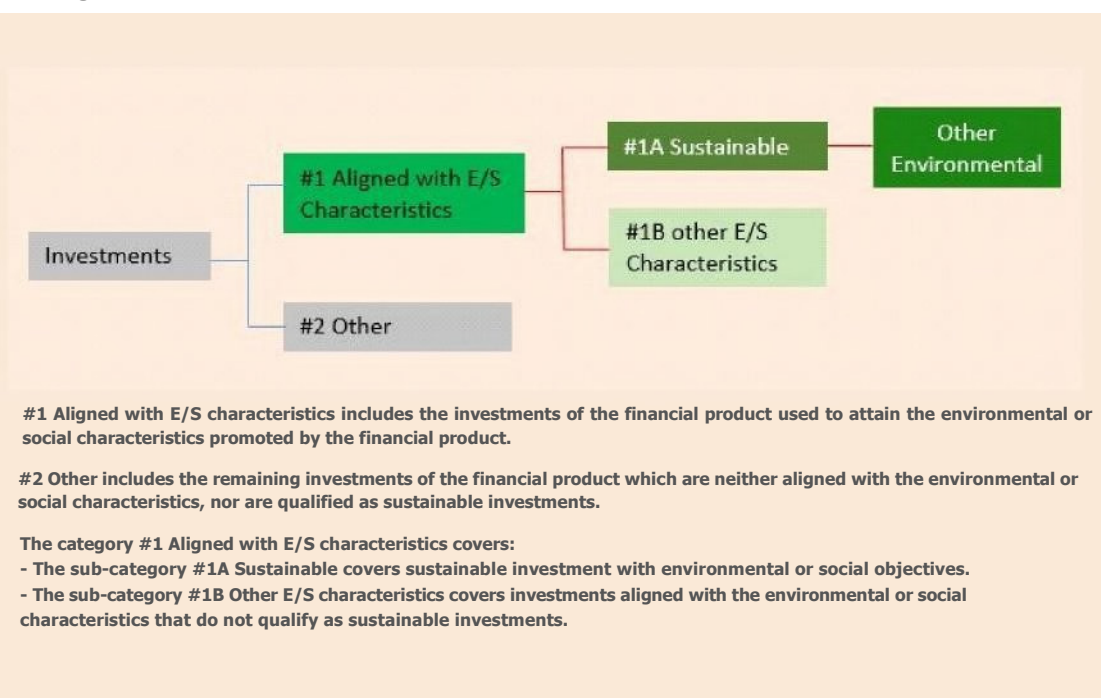 #1A Sustainable
Other
Environmental
#1 Aligned with E/S
Characteristics
#1B other E/S
Characteristics
Investments
#2 Other
#1 Aligned with E/S characteristics includes the investments of the financial product used to attain the environmental or
social characteristics promoted by the financial product.
#2 Other includes the remaining investments of the financial product which are neither aligned with the environmental or
social characteristics, nor are qualified as sustainable investments.
The category #1 Aligned with E/S characteristics covers:
- The sub-category #1A Sustainable covers sustainable investment with environmental or social objectives.
- The sub-category #1B Other E/S characteristics covers investments aligned with the environmental or social
characteristics that do not qualify as sustainable investments.